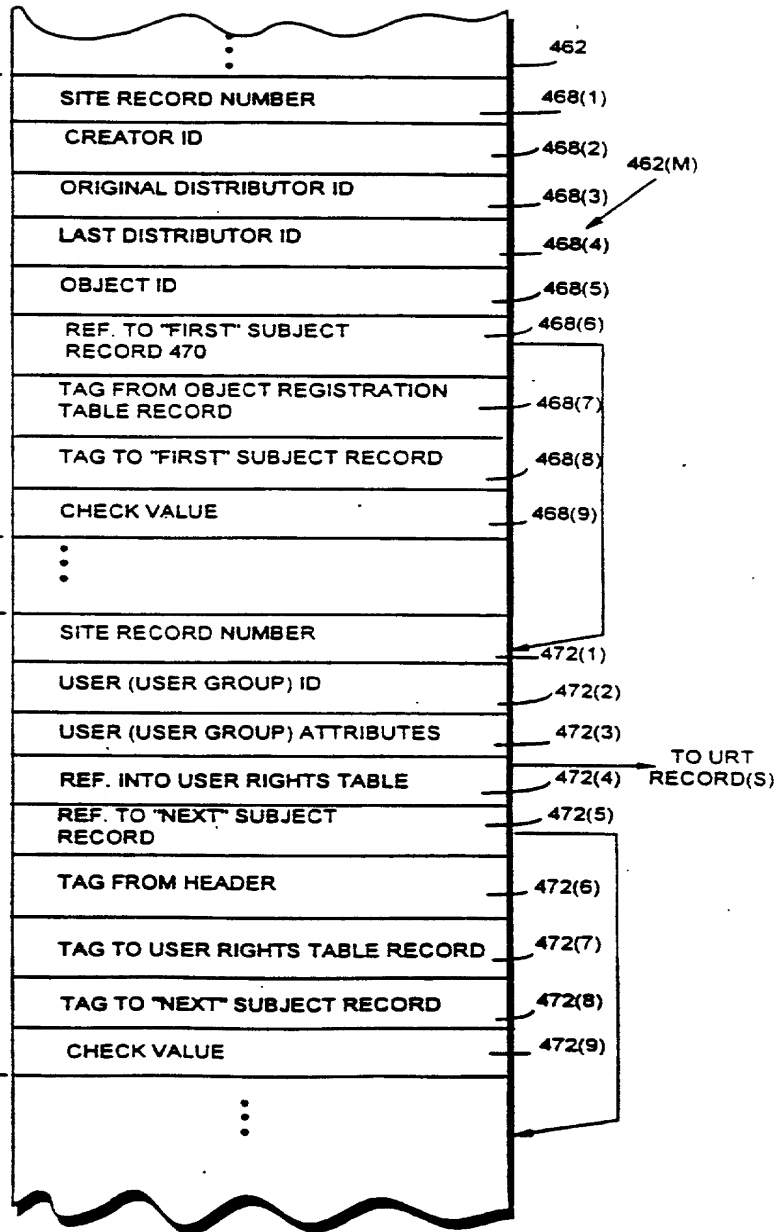 462
SITE RECORD NUMBER 468(1)
CREATOR ID 468(2)
462(M)
ORIGINAL DISTRIBUTOR ID 468(3)
LAST DISTRIBUTOR ID 468(4)
OBJECT ID 468(5)
REF. TO "FIRST" SUBJECT 468(6)
RECORD 470
TAG FROM OBJECT REGISTRATION
TABLE RECORD 468(7)
TAG TO "FIRST" SUBJECT RECORD 468(8)
CHECK VALUE 468(9)
SITE RECORD NUMBER
472(1)
USER (USER GROUP) ID 472(2)
USER (USER GROUP) ATTRIBUTES 472(3)
TO URT
RECORD(S)
REF. INTO USER RIGHTS TABLE 472(4)
REF. TO "NEXT" SUBJECT 472(5)
RECORD
TAG FROM HEADER 472(6)
TAG TO USER RIGHTS TABLE RECORD 472(7)
TAG TO "NEXT" SUBJECT RECORD 472(8)
CHECK VALUE 472(9)